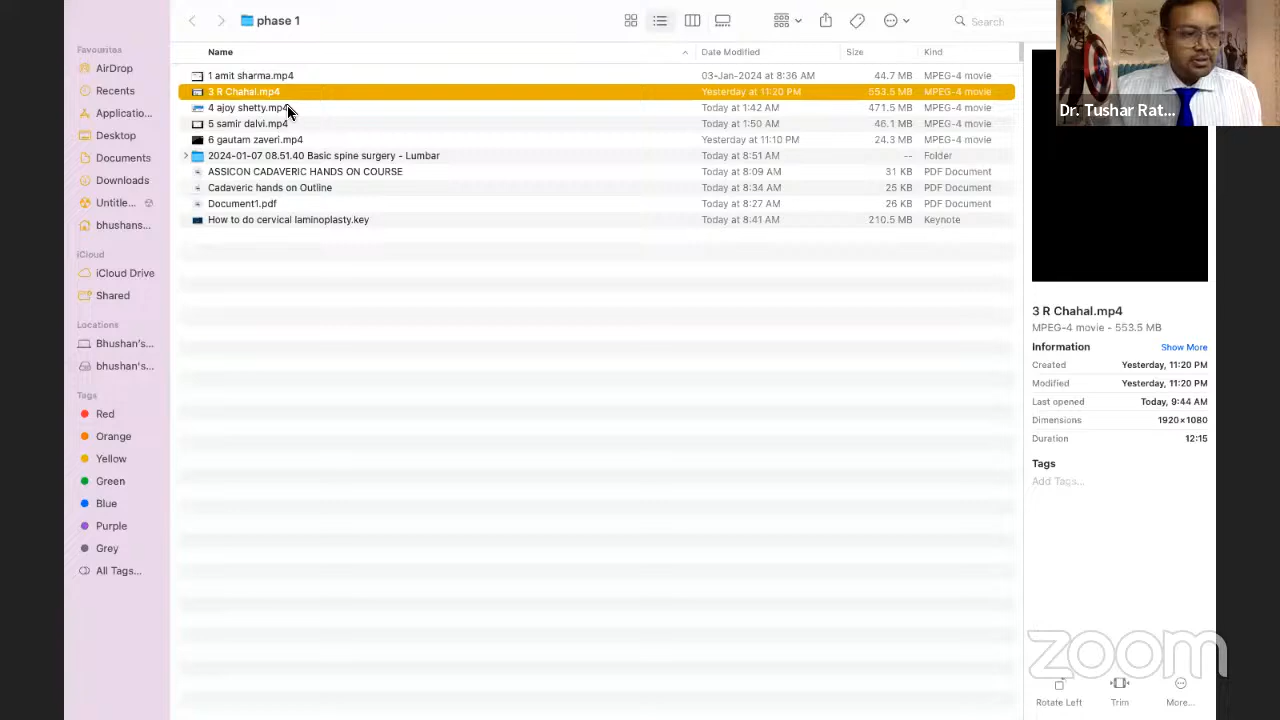 phase 1
Search
Favourites
AirDrop
Recents
Applicatio...
Desktop
Documents
Downloads
Untitle...
bhushans...
iCloud
iCloud Drive
Shared
Locations
Bhushan's...
bhushan's...
Tags
Red
Orange
Yellow
Green
Blue
Purple
Grey
All Tags...
Name Date Modified Size Kind
1 amit sharma.mp4 03-Jan-2024 at 8:36 AM 44.7 MB MPEG-4 movie
3 R Chahal.mp4 Yesterday at 11:20 PM 553.5 MB MPEG-4 movie
4 ajoy shetty.mp4 Today at 1:42 AM 471.5 MB MPEG-4 movie
5 samir dalvi.mp4 Today at 1:50 AM 46.1 MB MPEG-4 movie
6 gautam zaveri.mp4 Yesterday at 11:10 PM 24.3 MB MPEG-4 movie
2024-01-07 08.51.40 Basic spine surgery - Lumbar Today at 8:51 AM -- Folder
ASSICON CADAVERIC HANDS ON COURSE Today at 8:09 AM 31 KB PDF Document
Cadaveric hands on Outline Today at 8:34 AM 25 KB PDF Document
Document1.pdf Today at 8:27 AM 26 KB PDF Document
How to do cervical laminoplasty.key Today at 8:41 AM 210.5 MB Keynote
Dr. Tushar Rat...
3 R Chahal.mp4
MPEG-4 movie - 553.5 MB
Information Show More
Created Yesterday, 11:20 PM
Modified Yesterday, 11:20 PM
Last opened Today, 9:44 AM
Dimensions 1920×1080
Duration 12:15
Tags
Add Tags...
zoom
Rotate Left Trim More...